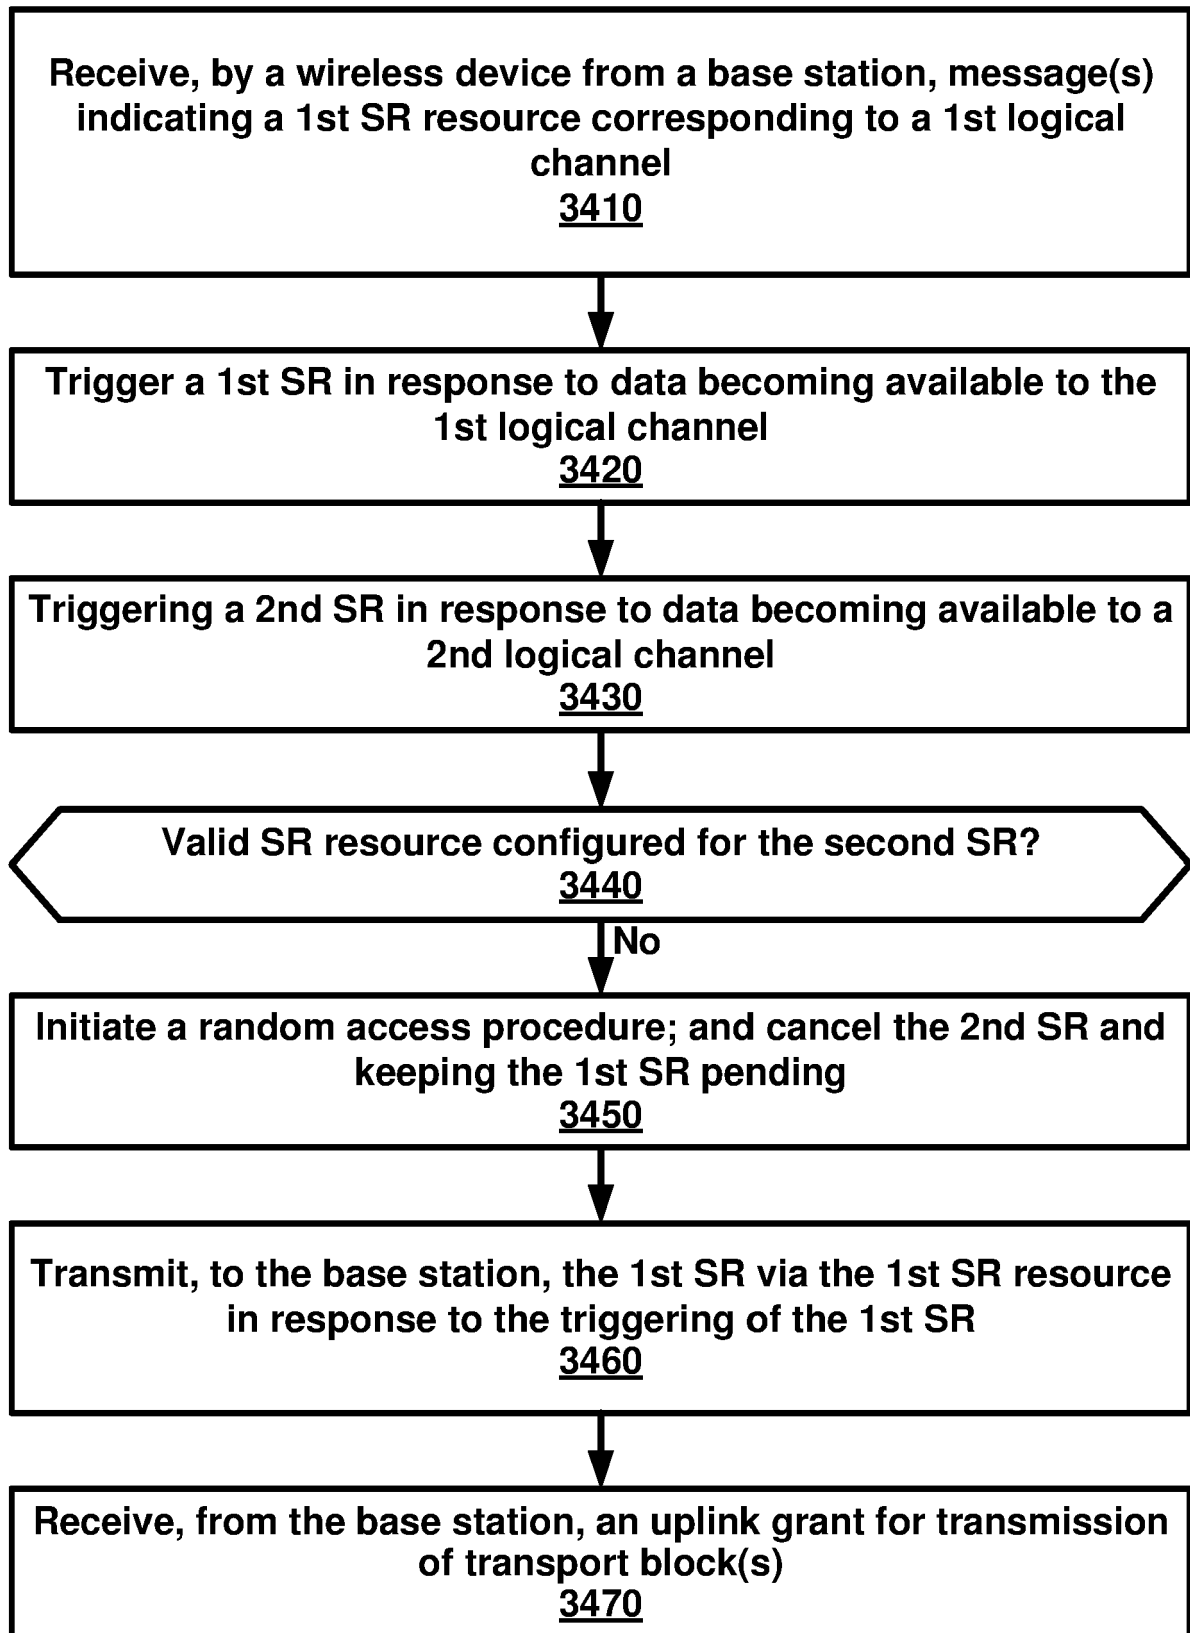 Receive, by a wireless device from a base station, message(s)
indicating a 1st SR resource corresponding to a 1st logical
channel
3410
Trigger a 1st SR in response to data becoming available to the
1st logical channel
3420
Triggering a 2nd SR in response to data becoming available to a
2nd logical channel
3430
Valid SR resource configured for the second SR?
3440
No
Initiate a random access procedure; and cancel the 2nd SR and
keeping the 1st SR pending
3450
Transmit, to the base station, the 1st SR via the 1st SR resource
in response to the triggering of the 1st SR
3460
Receive, from the base station, an uplink grant for transmission
of transport block(s)
3470